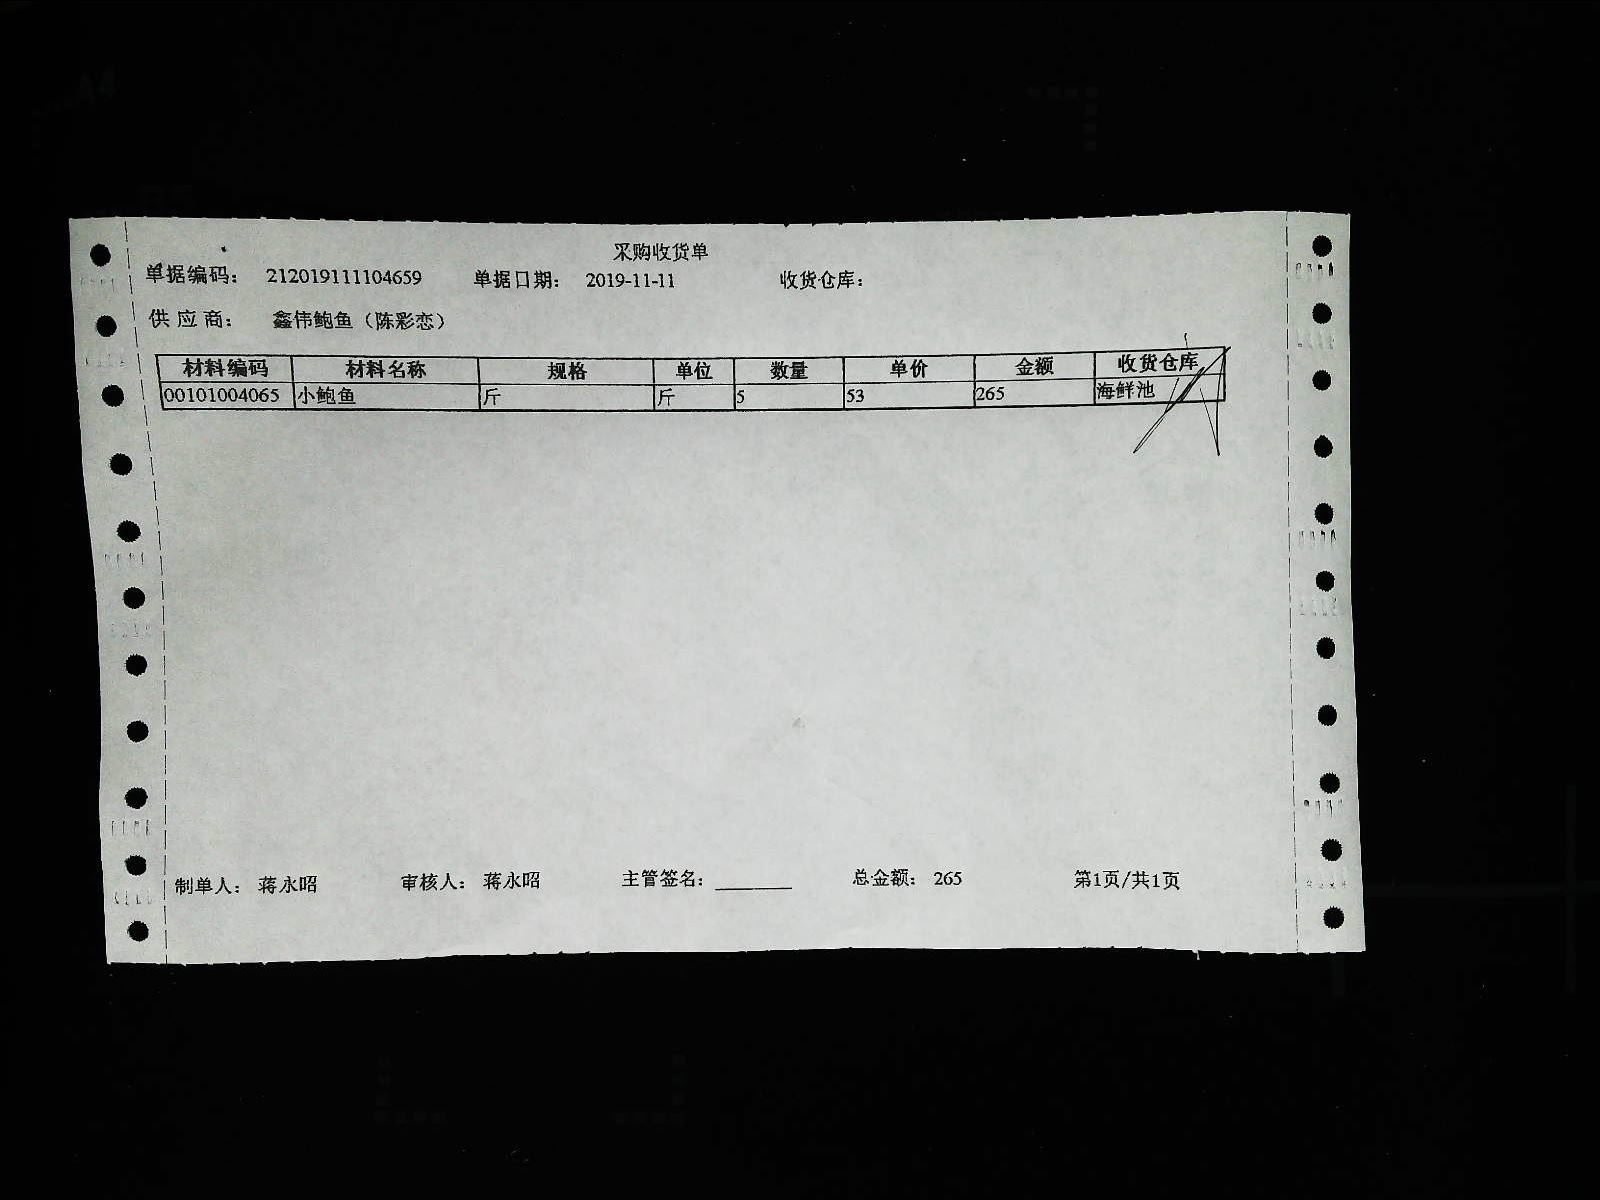 采购收货单
单据编码： 212019111104659 单据日期： 2019-11-11 收货仓库：
供应商： 鑫伟鲍鱼（陈彩恋）
材料编码 材料名称 规格 单位 数量 单价 金额 收货仓库
00101004065 小鲍鱼 斤 斤 5 53 265 海鲜池
制单人： 蒋永昭 审核人： 蒋永昭 主管签名： 总金额： 265 第1页/共1页